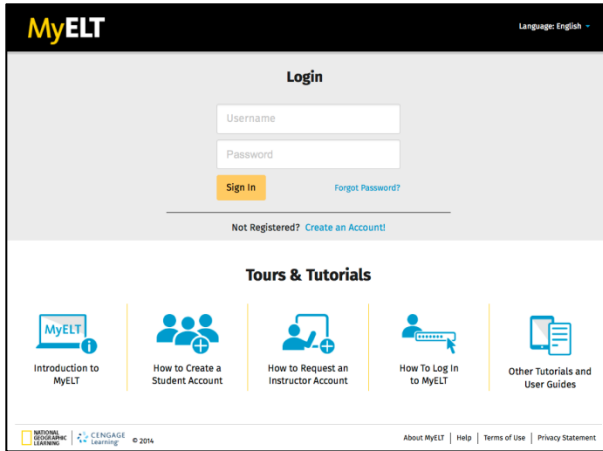 MyELT
Language: English
Login
Username
Password
Sign In
Forgot Password?
Not Registered? Create an Account!
Tours & Tutorials
MyELT
Introduction to
MyELT
How to Create a
Student Account
How to Request an
Instructor Account
How To Log In
to MyELT
Other Tutorials and
User Guides
NATIONAL
GEOGRAPHIC
LEARNING
CENGAGE
Learning
© 2014
About MyELT | Help | Terms of Use | Privacy Statement